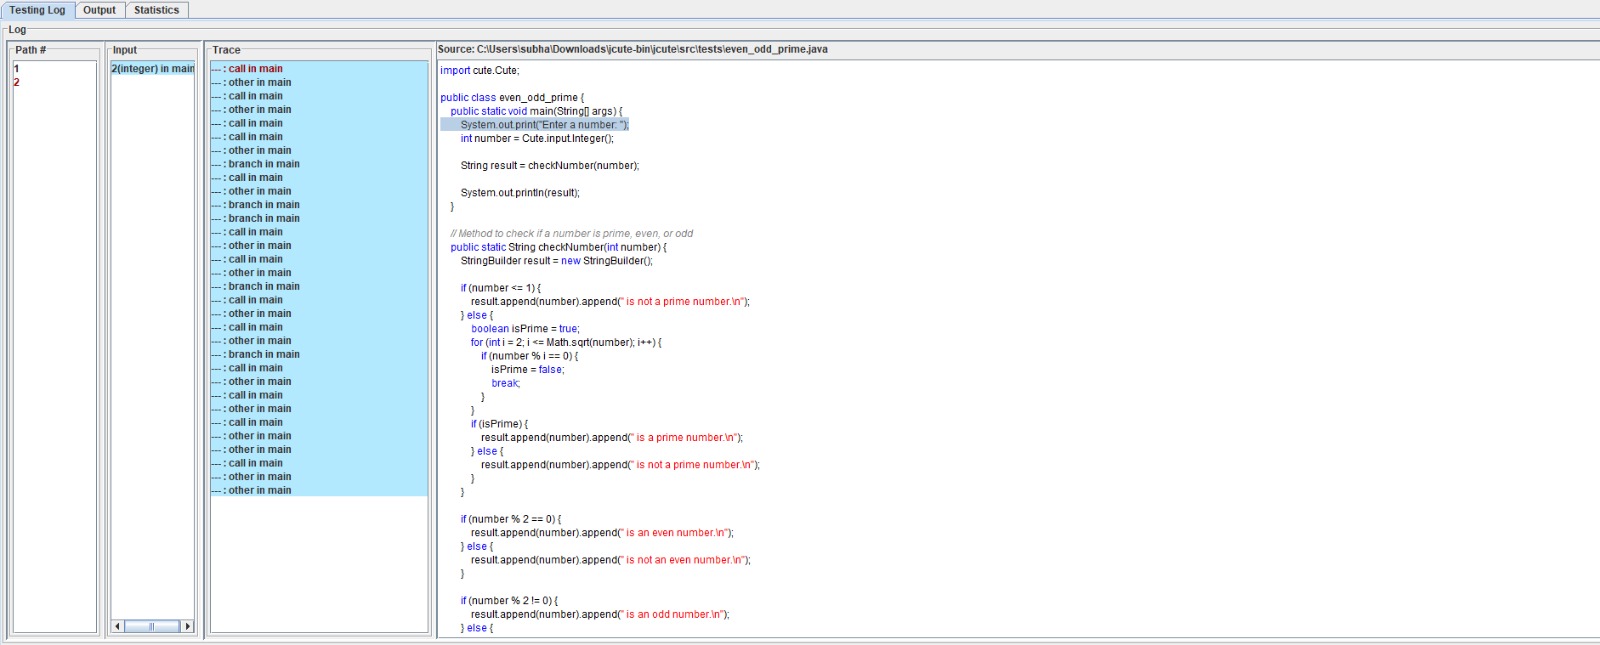 Testing Log Output Statistics
Log
Path # Input Trace Source: C:\Users\subha\Downloads\jcute-bin\jcute\src\tests\even_odd_prime.java
1
2
2(integer) in main
--- : call in main
--- : other in main
--- : call in main
--- : other in main
--- : call in main
--- : call in main
--- : other in main
--- : branch in main
--- : call in main
--- : other in main
--- : branch in main
--- : branch in main
--- : call in main
--- : other in main
--- : call in main
--- : other in main
--- : branch in main
--- : call in main
--- : other in main
--- : call in main
--- : other in main
--- : branch in main
--- : call in main
--- : other in main
--- : call in main
--- : other in main
--- : call in main
--- : other in main
--- : other in main
--- : call in main
--- : other in main
--- : other in main
import cute.Cute;
public class even_odd_prime {
public static void main(String[] args) {
System.out.print("Enter a number: ");
int number = Cute.input.Integer();
String result = checkNumber(number);
System.out.println(result);
}
// Method to check if a number is prime, even, or odd
public static String checkNumber(int number) {
StringBuilder result = new StringBuilder();
if (number <= 1) {
result.append(number).append(" is not a prime number.\n");
} else {
boolean isPrime = true;
for (int i = 2; i <= Math.sqrt(number); i++) {
if (number % i == 0) {
isPrime = false;
break;
}
}
if (isPrime) {
result.append(number).append(" is a prime number.\n");
} else {
result.append(number).append(" is not a prime number.\n");
}
}
if (number % 2 == 0) {
result.append(number).append(" is an even number.\n");
} else {
result.append(number).append(" is not an even number.\n");
}
if (number % 2 != 0) {
result.append(number).append(" is an odd number.\n");
} else {